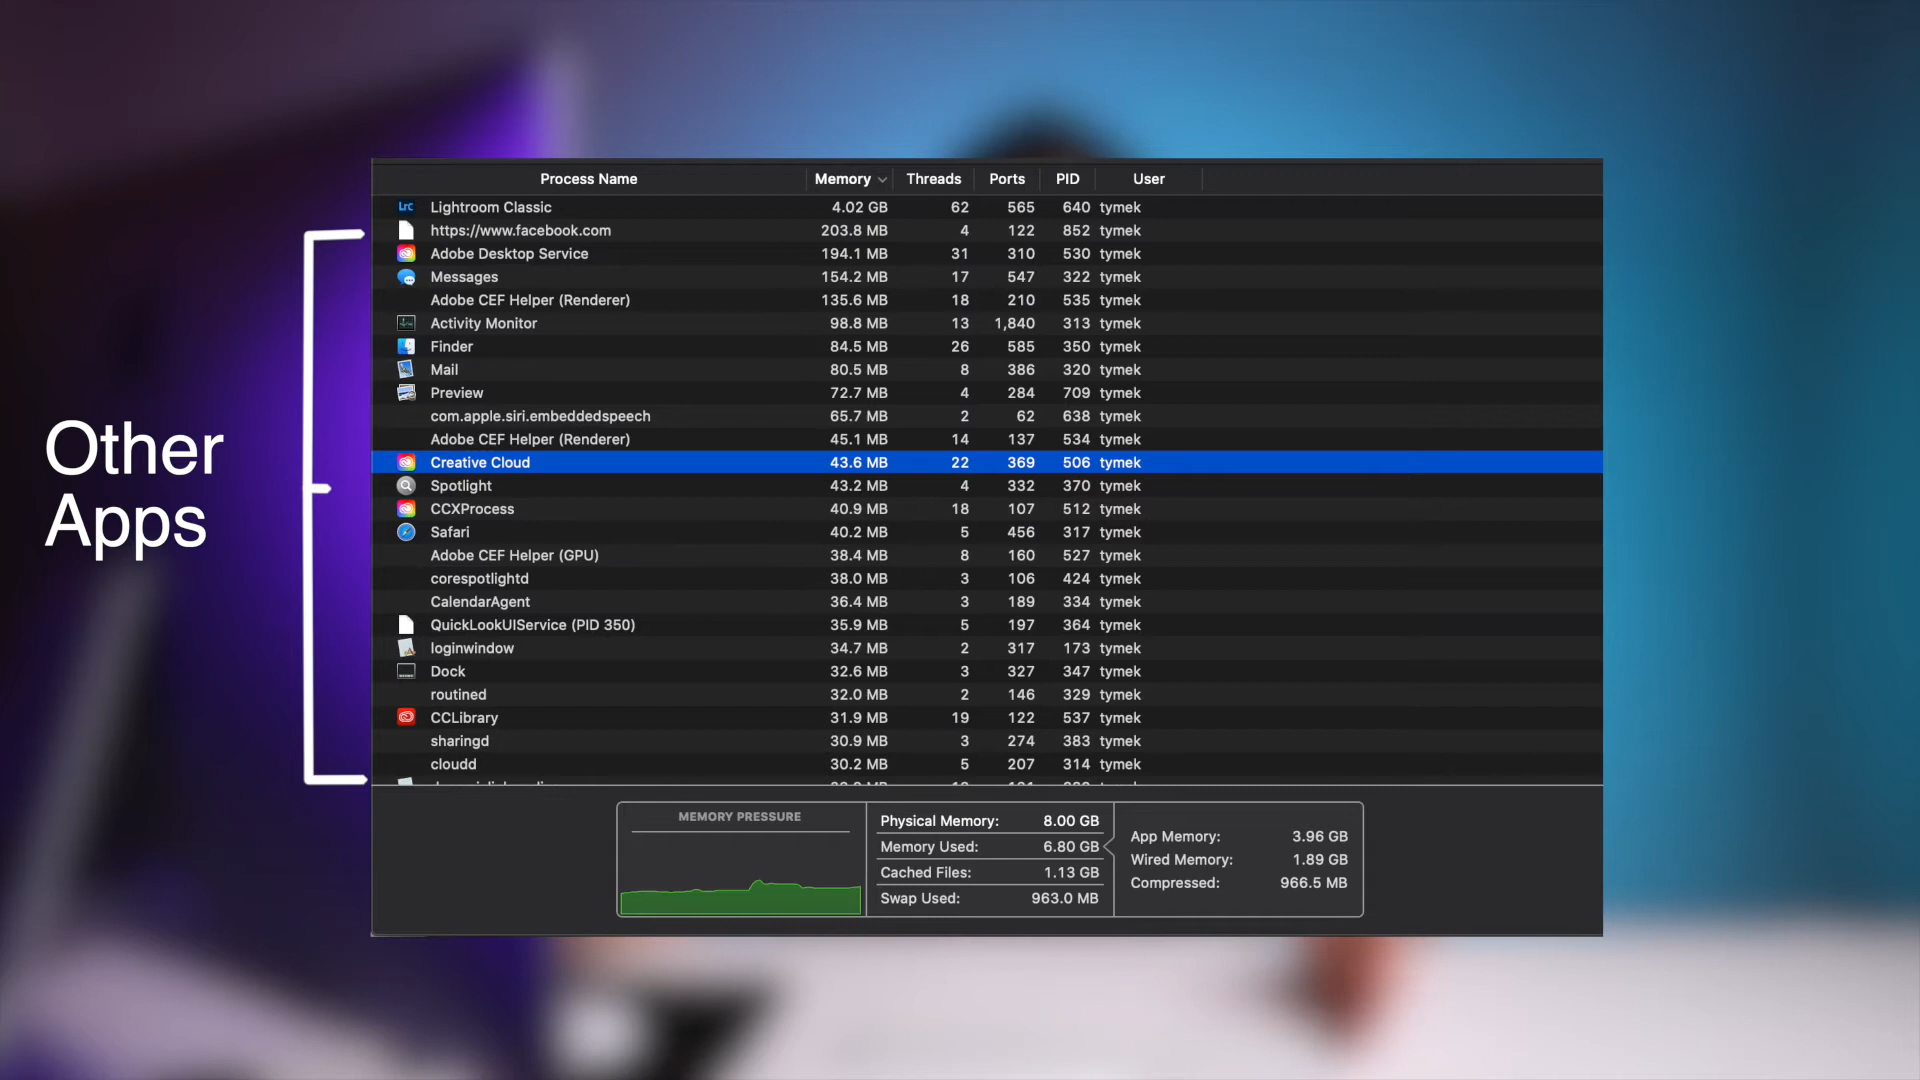 Other
Apps
Process Name Memory Threads Ports PID User
Lrc Lightroom Classic 4.02 GB 62 565 640 tymek
https://www.facebook.com 203.8 MB 4 122 852 tymek
Adobe Desktop Service 194.1 MB 31 310 530 tymek
Messages 154.2 MB 17 547 322 tymek
Adobe CEF Helper (Renderer) 135.6 MB 18 210 535 tymek
Activity Monitor 98.8 MB 13 1,840 313 tymek
Finder 84.5 MB 26 585 350 tymek
Mail 80.5 MB 8 386 320 tymek
Preview 72.7 MB 4 284 709 tymek
com.apple.siri.embeddedspeech 65.7 MB 2 62 638 tymek
Adobe CEF Helper (Renderer) 45.1 MB 14 137 534 tymek
Creative Cloud 43.6 MB 22 369 506 tymek
Spotlight 43.2 MB 4 332 370 tymek
CCXProcess 40.9 MB 18 107 512 tymek
Safari 40.2 MB 5 456 317 tymek
Adobe CEF Helper (GPU) 38.4 MB 8 160 527 tymek
corespotlightd 38.0 MB 3 106 424 tymek
CalendarAgent 36.4 MB 3 189 334 tymek
QuickLookUIService (PID 350) 35.9 MB 5 197 364 tymek
loginwindow 34.7 MB 2 317 173 tymek
Dock 32.6 MB 3 327 347 tymek
routined 32.0 MB 2 146 329 tymek
CCLibrary 31.9 MB 19 122 537 tymek
sharingd 30.9 MB 3 274 383 tymek
cloudd 30.2 MB 5 207 314 tymek
MEMORY PRESSURE
Physical Memory: 8.00 GB
Memory Used: 6.80 GB
Cached Files: 1.13 GB
Swap Used: 963.0 MB
App Memory: 3.96 GB
Wired Memory: 1.89 GB
Compressed: 966.5 MB